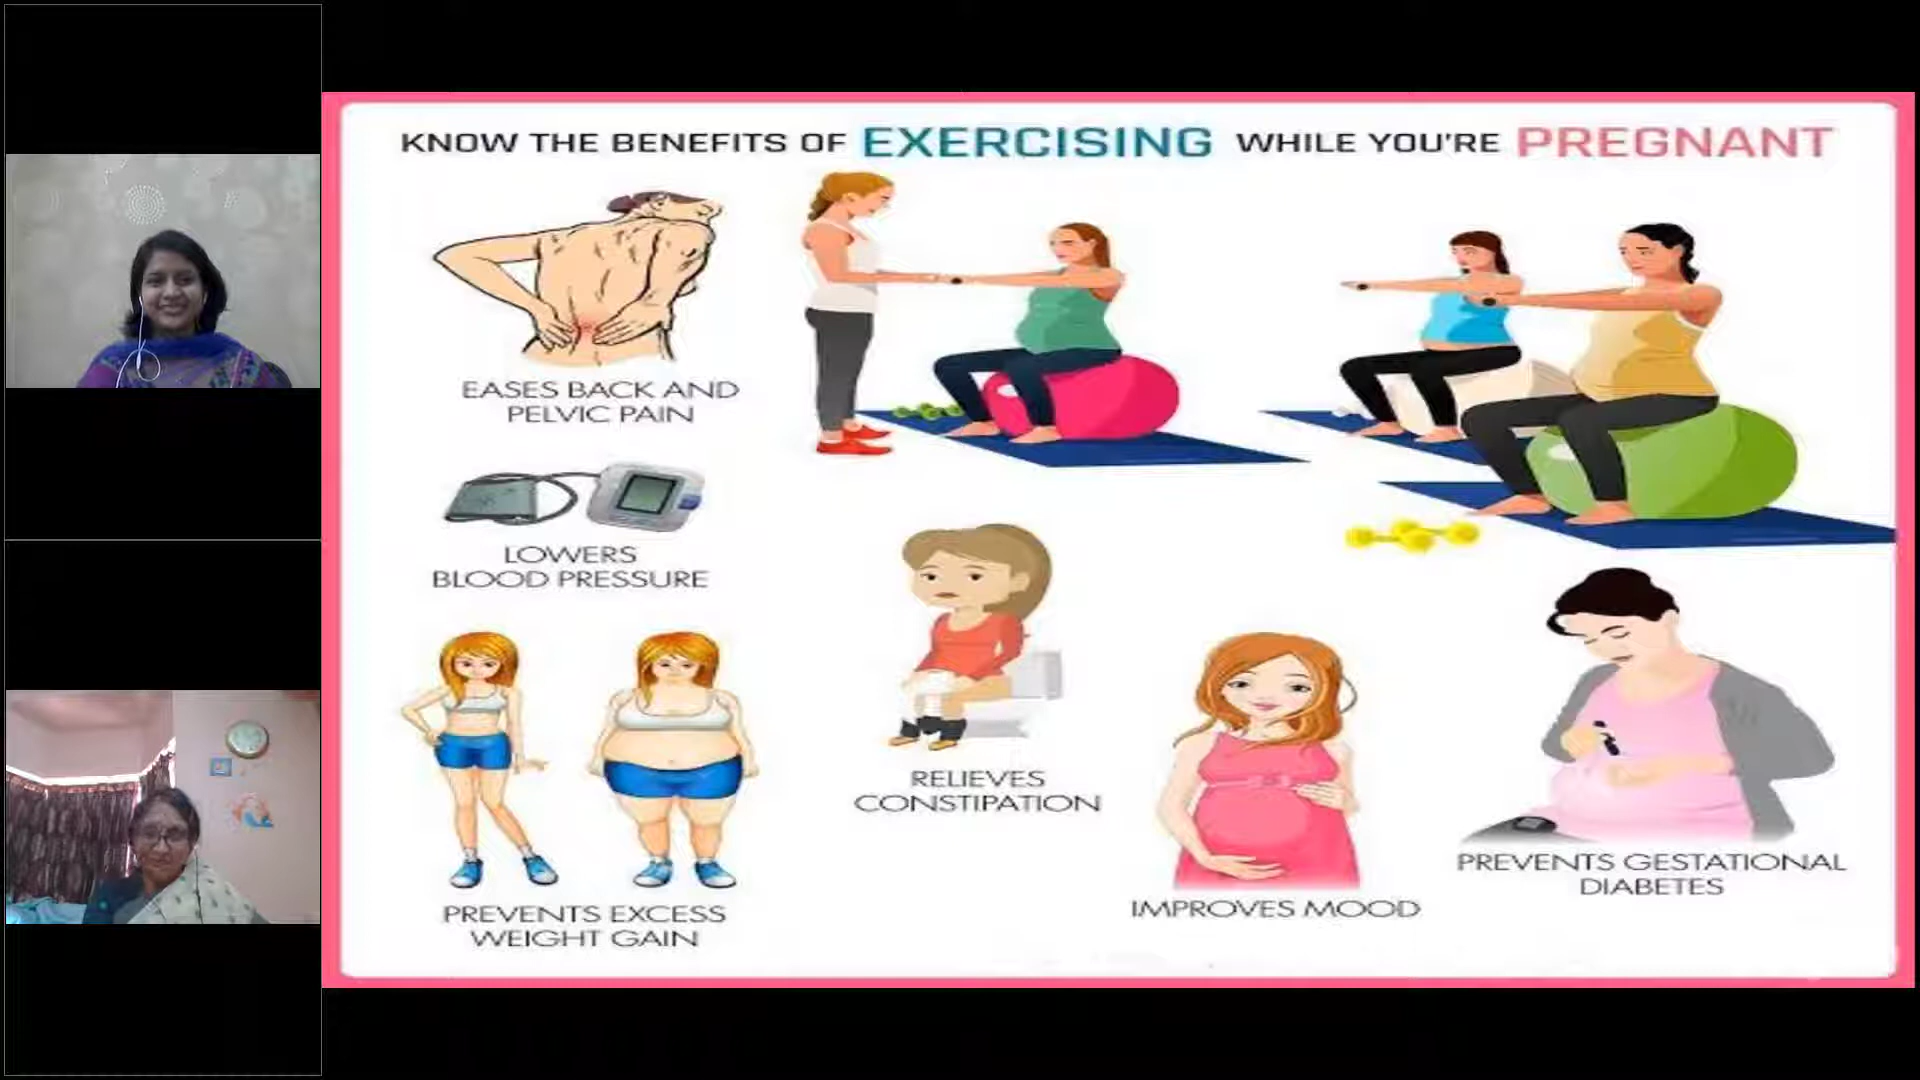 KNOW THE BENEFITS OF EXERCISING WHILE YOU'RE PREGNANT
EASES BACK AND
PELVIC PAIN
LOWERS
BLOOD PRESSURE
PREVENTS EXCESS
WEIGHT GAIN
RELIEVES
CONSTIPATION
IMPROVES MOOD
PREVENTS GESTATIONAL
DIABETES